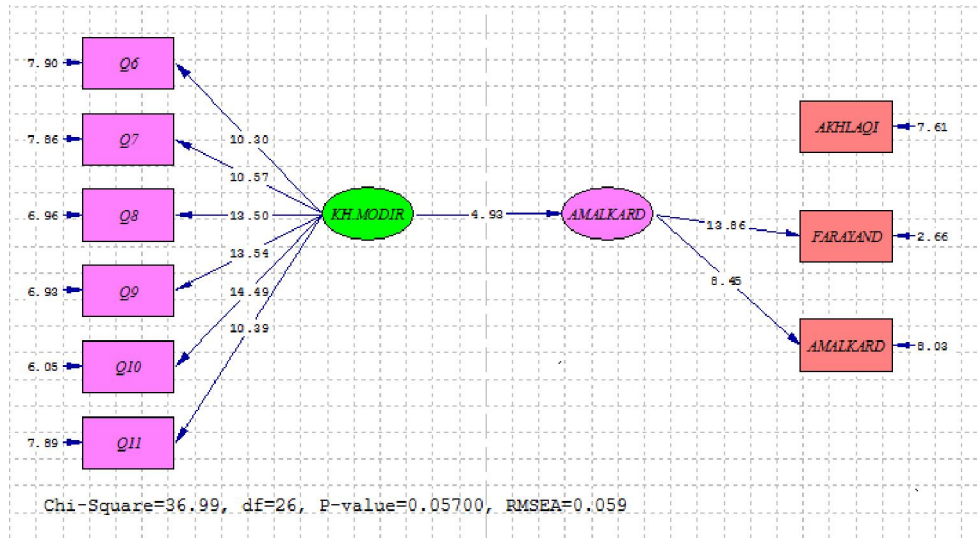 7.90 Q6
7.86 Q7
6.96 Q8
6.93 Q9
6.05 Q10
7.89 Q11
10.30
10.57
13.50
13.54
14.49
10.39
KH.MODIR
4.93
AMALKARD
13.86
8.45
AKHLAQI 7.61
FARAYAND 2.66
AMALKARD 8.03
Chi-Square=36.99, df=26, P-value=0.05700, RMSEA=0.059